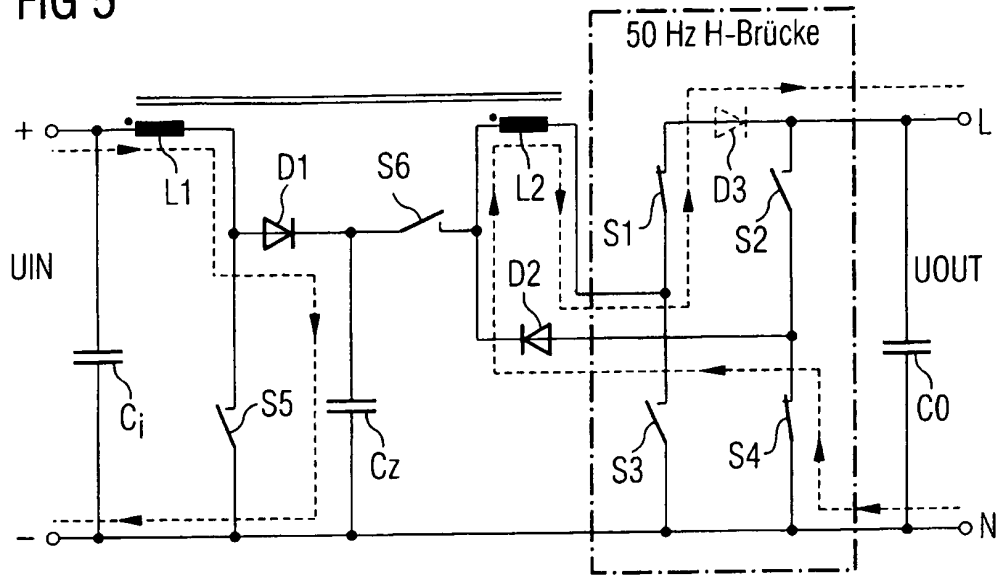 FIG 5
50 Hz H-Brücke
+
L1
L2
L
D1
S6
D3
S1
S2
UIN
D2
UOUT
Ci
S5
Cz
S3
S4
C0
-
N